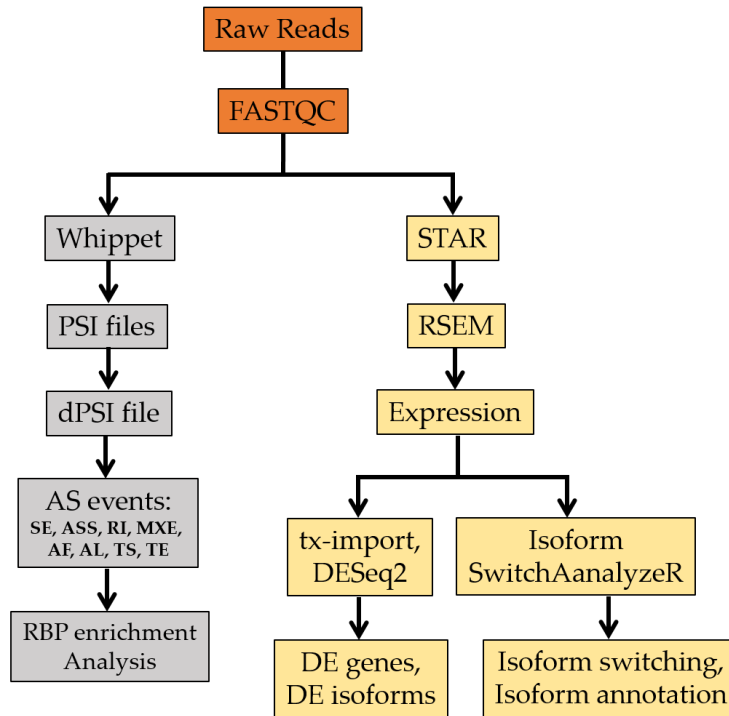 Raw Reads
FASTQC
Whippet
PSI files
dPSI file
AS events:
SE, ASS, RI, MXE,
AF, AL, TS, TE
RBP enrichment
Analysis
STAR
RSEM
Expression
tx-import,
DESeq2
DE genes,
DE isoforms
Isoform
SwitchAanalyzeR
Isoform switching,
Isoform annotation